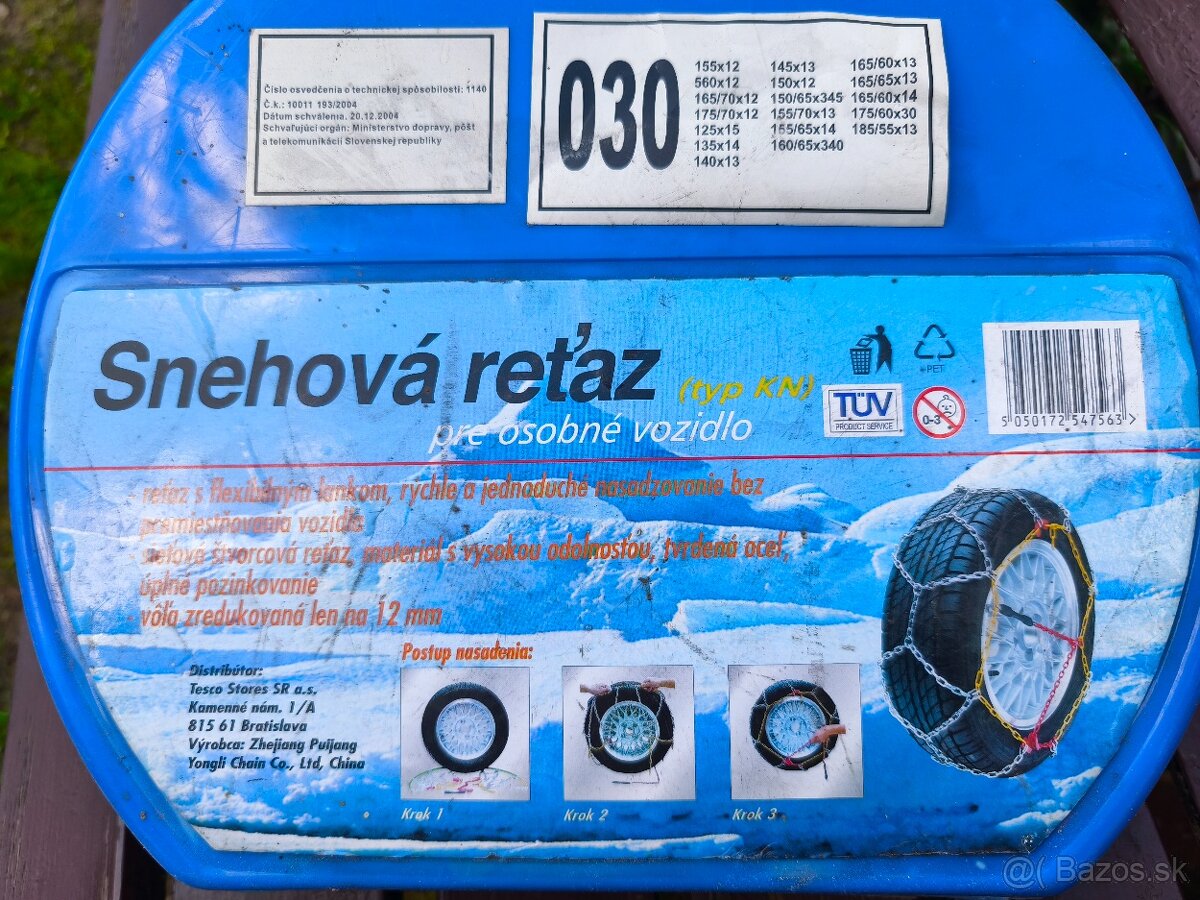 Číslo osvedčenia o technickej spôsobilosti: 1140
Č.k.: 10011 193/2004
Dátum schválenia. 20.12.2004
Schvaľujúci orgán: Ministerstvo dopravy, pôšt
a telekomunikácií Slovenskej republiky
030
155x12 145x13 165/60x13
560x12 150x12 165/65x13
165/70x12 150/65x345 165/60x14
175/70x12 155/70x13 175/60x30
125x15 155/65x14 185/55x13
135x14 160/65x340
140x13
Snehová reťaz (typ KN)
pre osobné vozidlo
PET
TÜV
PRODUCT SERVICE
0-3
5 050172 547563 >
- reťaz s flexibilným lankom, rychle a jednoduché nasadzovanie bez
premiestňovania vozidla
- sieťová štvorcová reťaz, materiál s vysokou odolnosťou, tvrdená oceľ,
úplné pozinkovanie
- vôľa zredukovaná len na 12 mm
Postup nasadenia:
Distribútor:
Tesco Stores SR a.s.
Kamenné nám. 1/A
815 61 Bratislava
Výrobca: Zhejiang Puijang
Yongli Chain Co., Ltd, China
Krok 1 Krok 2 Krok 3
@( Bazos.sk